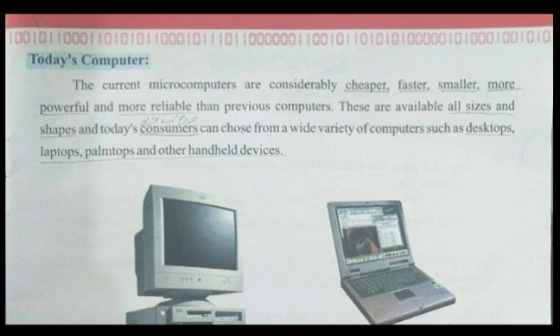 10010110001101010110001011101100000011001011011010101000001010001001010
Today's Computer:
The current microcomputers are considerably cheaper, faster, smaller, more
powerful and more reliable than previous computers. These are available all sizes and
shapes and today's consumers can chose from a wide variety of computers such as desktops,
laptops, palmtops and other handheld devices.